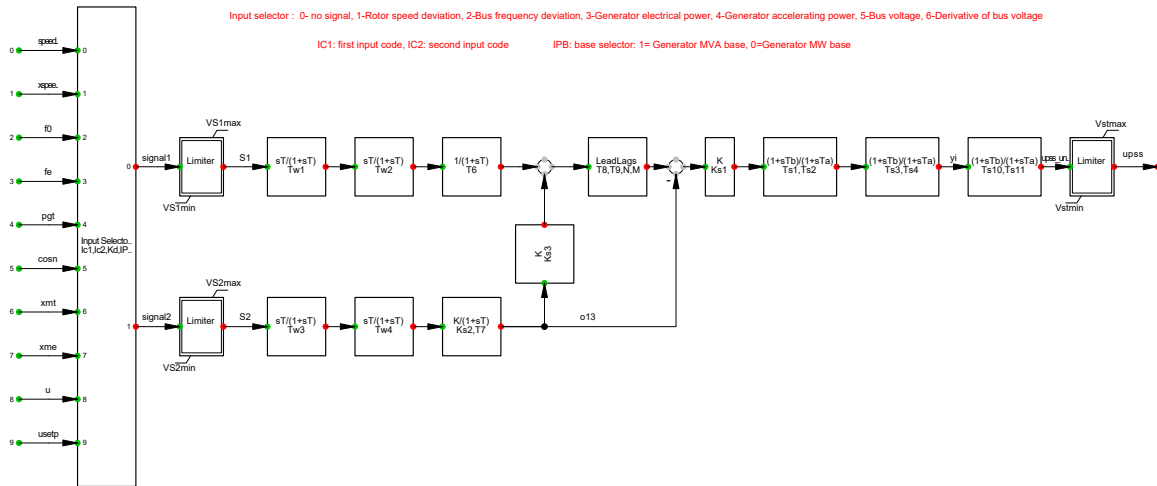 Input selector : 0- no signal, 1-Rotor speed deviation, 2-Bus frequency deviation, 3-Generator electrical power, 4-Generator accelerating power, 5-Bus voltage, 6-Derivative of bus voltage
IC1: first input code, IC2: second input code IPB: base selector: 1= Generator MVA base, 0=Generator MW base
0 speed.. 0
1 xspee.. 1
2 f0 2
3 fe 3
4 pgt 4
5 cosn 5
6 xmt 6
7 xme 7
8 u 8
9 usetp 9
Input Selecto..
Ic1,Ic2,Kd,IP..
0
1
signal1
VS1max
Limiter
VS1min
S1
sT/(1+sT)
Tw1
sT/(1+sT)
Tw2
1/(1+sT)
T6
LeadLags
T8,T9,N,M
-
K
Ks1
(1+sTb)/(1+sTa)
Ts1,Ts2
(1+sTb)/(1+sTa)
Ts3,Ts4
yi
(1+sTb)/(1+sTa)
Ts10,Ts11
upss_un..
Vstmax
Limiter
Vstmin
upss
K
Ks3
signal2
VS2max
Limiter
VS2min
S2
sT/(1+sT)
Tw3
sT/(1+sT)
Tw4
K/(1+sT)
Ks2,T7
o13